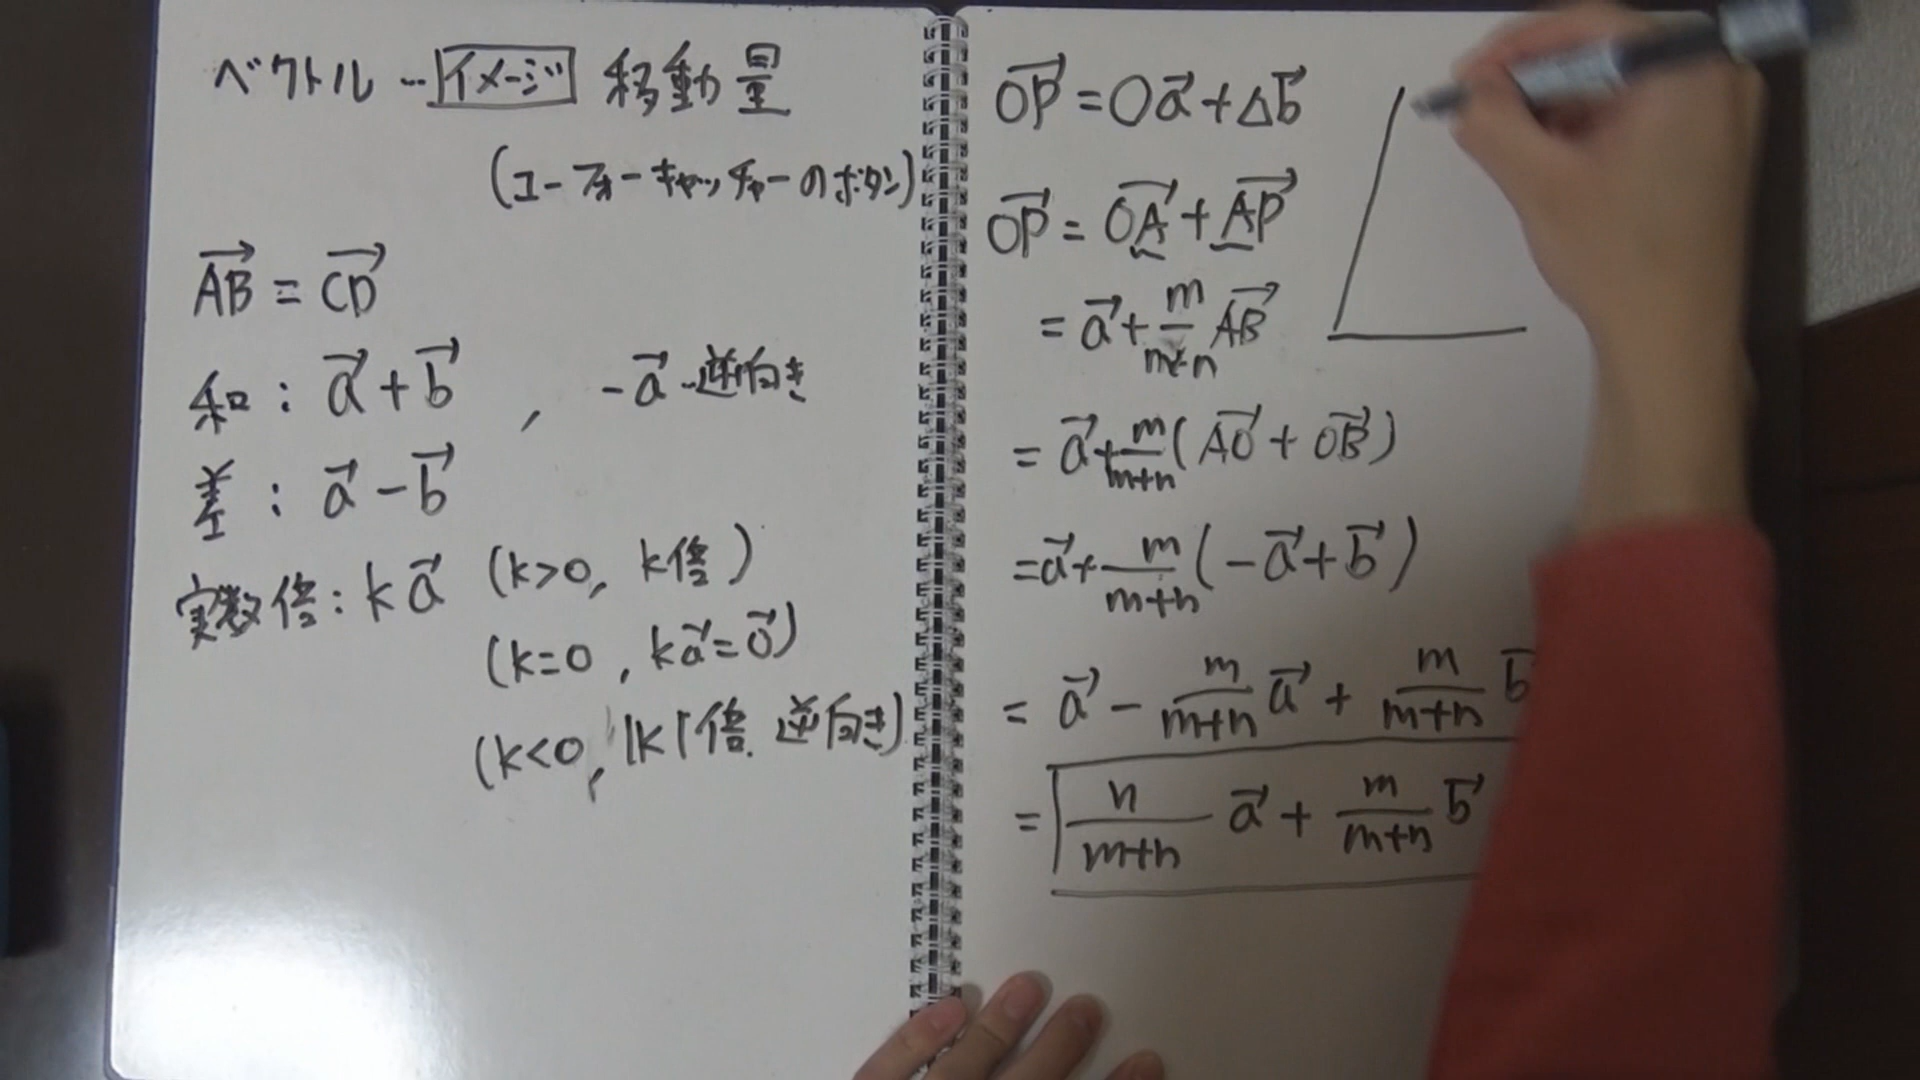 ベクトル … イメージ 移動量
(ユーフォーキャッチャーのボタン)
AB→ = CD→
和 : a→ + b→ , -a→ …逆向き
差 : a→ - b→
実数倍 : k a→ (k>0, k倍)
(k=0, ka→=0→)
(k<0, |k|倍 逆向き)
OP→ = ○a→ + △b→
OP→ = OA→ + AP→
= a→ + m/(m+n) AB→
= a→ + m/(m+n) (AO→ + OB→)
= a→ + m/(m+n) (-a→ + b→)
= a→ - m/(m+n) a→ + m/(m+n) b→
= n/(m+n) a→ + m/(m+n) b→